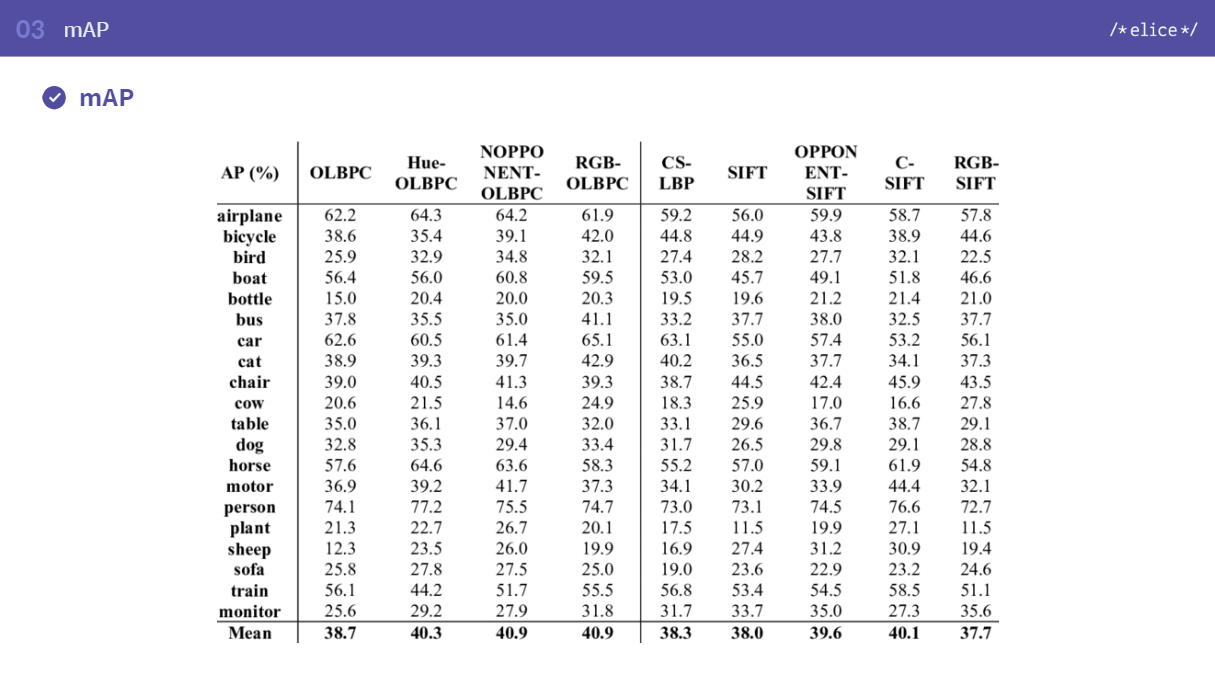 03 mAP
/*elice*/
mAP
AP (%) OLBPC Hue-OLBPC NOPPONENT-OLBPC RGB-OLBPC CS-LBP SIFT OPPONENT-SIFT C-SIFT RGB-SIFT
airplane 62.2 64.3 64.2 61.9 59.2 56.0 59.9 58.7 57.8
bicycle 38.6 35.4 39.1 42.0 44.8 44.9 43.8 38.9 44.6
bird 25.9 32.9 34.8 32.1 27.4 28.2 27.7 32.1 22.5
boat 56.4 56.0 60.8 59.5 53.0 45.7 49.1 51.8 46.6
bottle 15.0 20.4 20.0 20.3 19.5 19.6 21.2 21.4 21.0
bus 37.8 35.5 35.0 41.1 33.2 37.7 38.0 32.5 37.7
car 62.6 60.5 61.4 65.1 63.1 55.0 57.4 53.2 56.1
cat 38.9 39.3 39.7 42.9 40.2 36.5 37.7 34.1 37.3
chair 39.0 40.5 41.3 39.3 38.7 44.5 42.4 45.9 43.5
cow 20.6 21.5 14.6 24.9 18.3 25.9 17.0 16.6 27.8
table 35.0 36.1 37.0 32.0 33.1 29.6 36.7 38.7 29.1
dog 32.8 35.3 29.4 33.4 31.7 26.5 29.8 29.1 28.8
horse 57.6 64.6 63.6 58.3 55.2 57.0 59.1 61.9 54.8
motor 36.9 39.2 41.7 37.3 34.1 30.2 33.9 44.4 32.1
person 74.1 77.2 75.5 74.7 73.0 73.1 74.5 76.6 72.7
plant 21.3 22.7 26.7 20.1 17.5 11.5 19.9 27.1 11.5
sheep 12.3 23.5 26.0 19.9 16.9 27.4 31.2 30.9 19.4
sofa 25.8 27.8 27.5 25.0 19.0 23.6 22.9 23.2 24.6
train 56.1 44.2 51.7 55.5 56.8 53.4 54.5 58.5 51.1
monitor 25.6 29.2 27.9 31.8 31.7 33.7 35.0 27.3 35.6
Mean 38.7 40.3 40.9 40.9 38.3 38.0 39.6 40.1 37.7